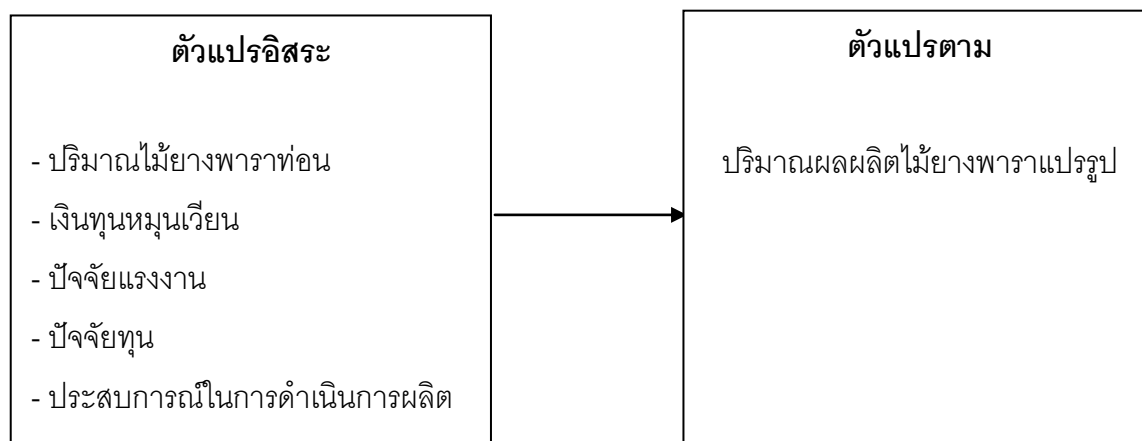 ตัวแปรอิสระ
- ปริมาณไม้ยางพาราท่อน
- เงินทุนหมุนเวียน
- ปัจจัยแรงงาน
- ปัจจัยทุน
- ประสบการณ์ในการดำเนินการผลิต
ตัวแปรตาม
ปริมาณผลผลิตไม้ยางพาราแปรรูป